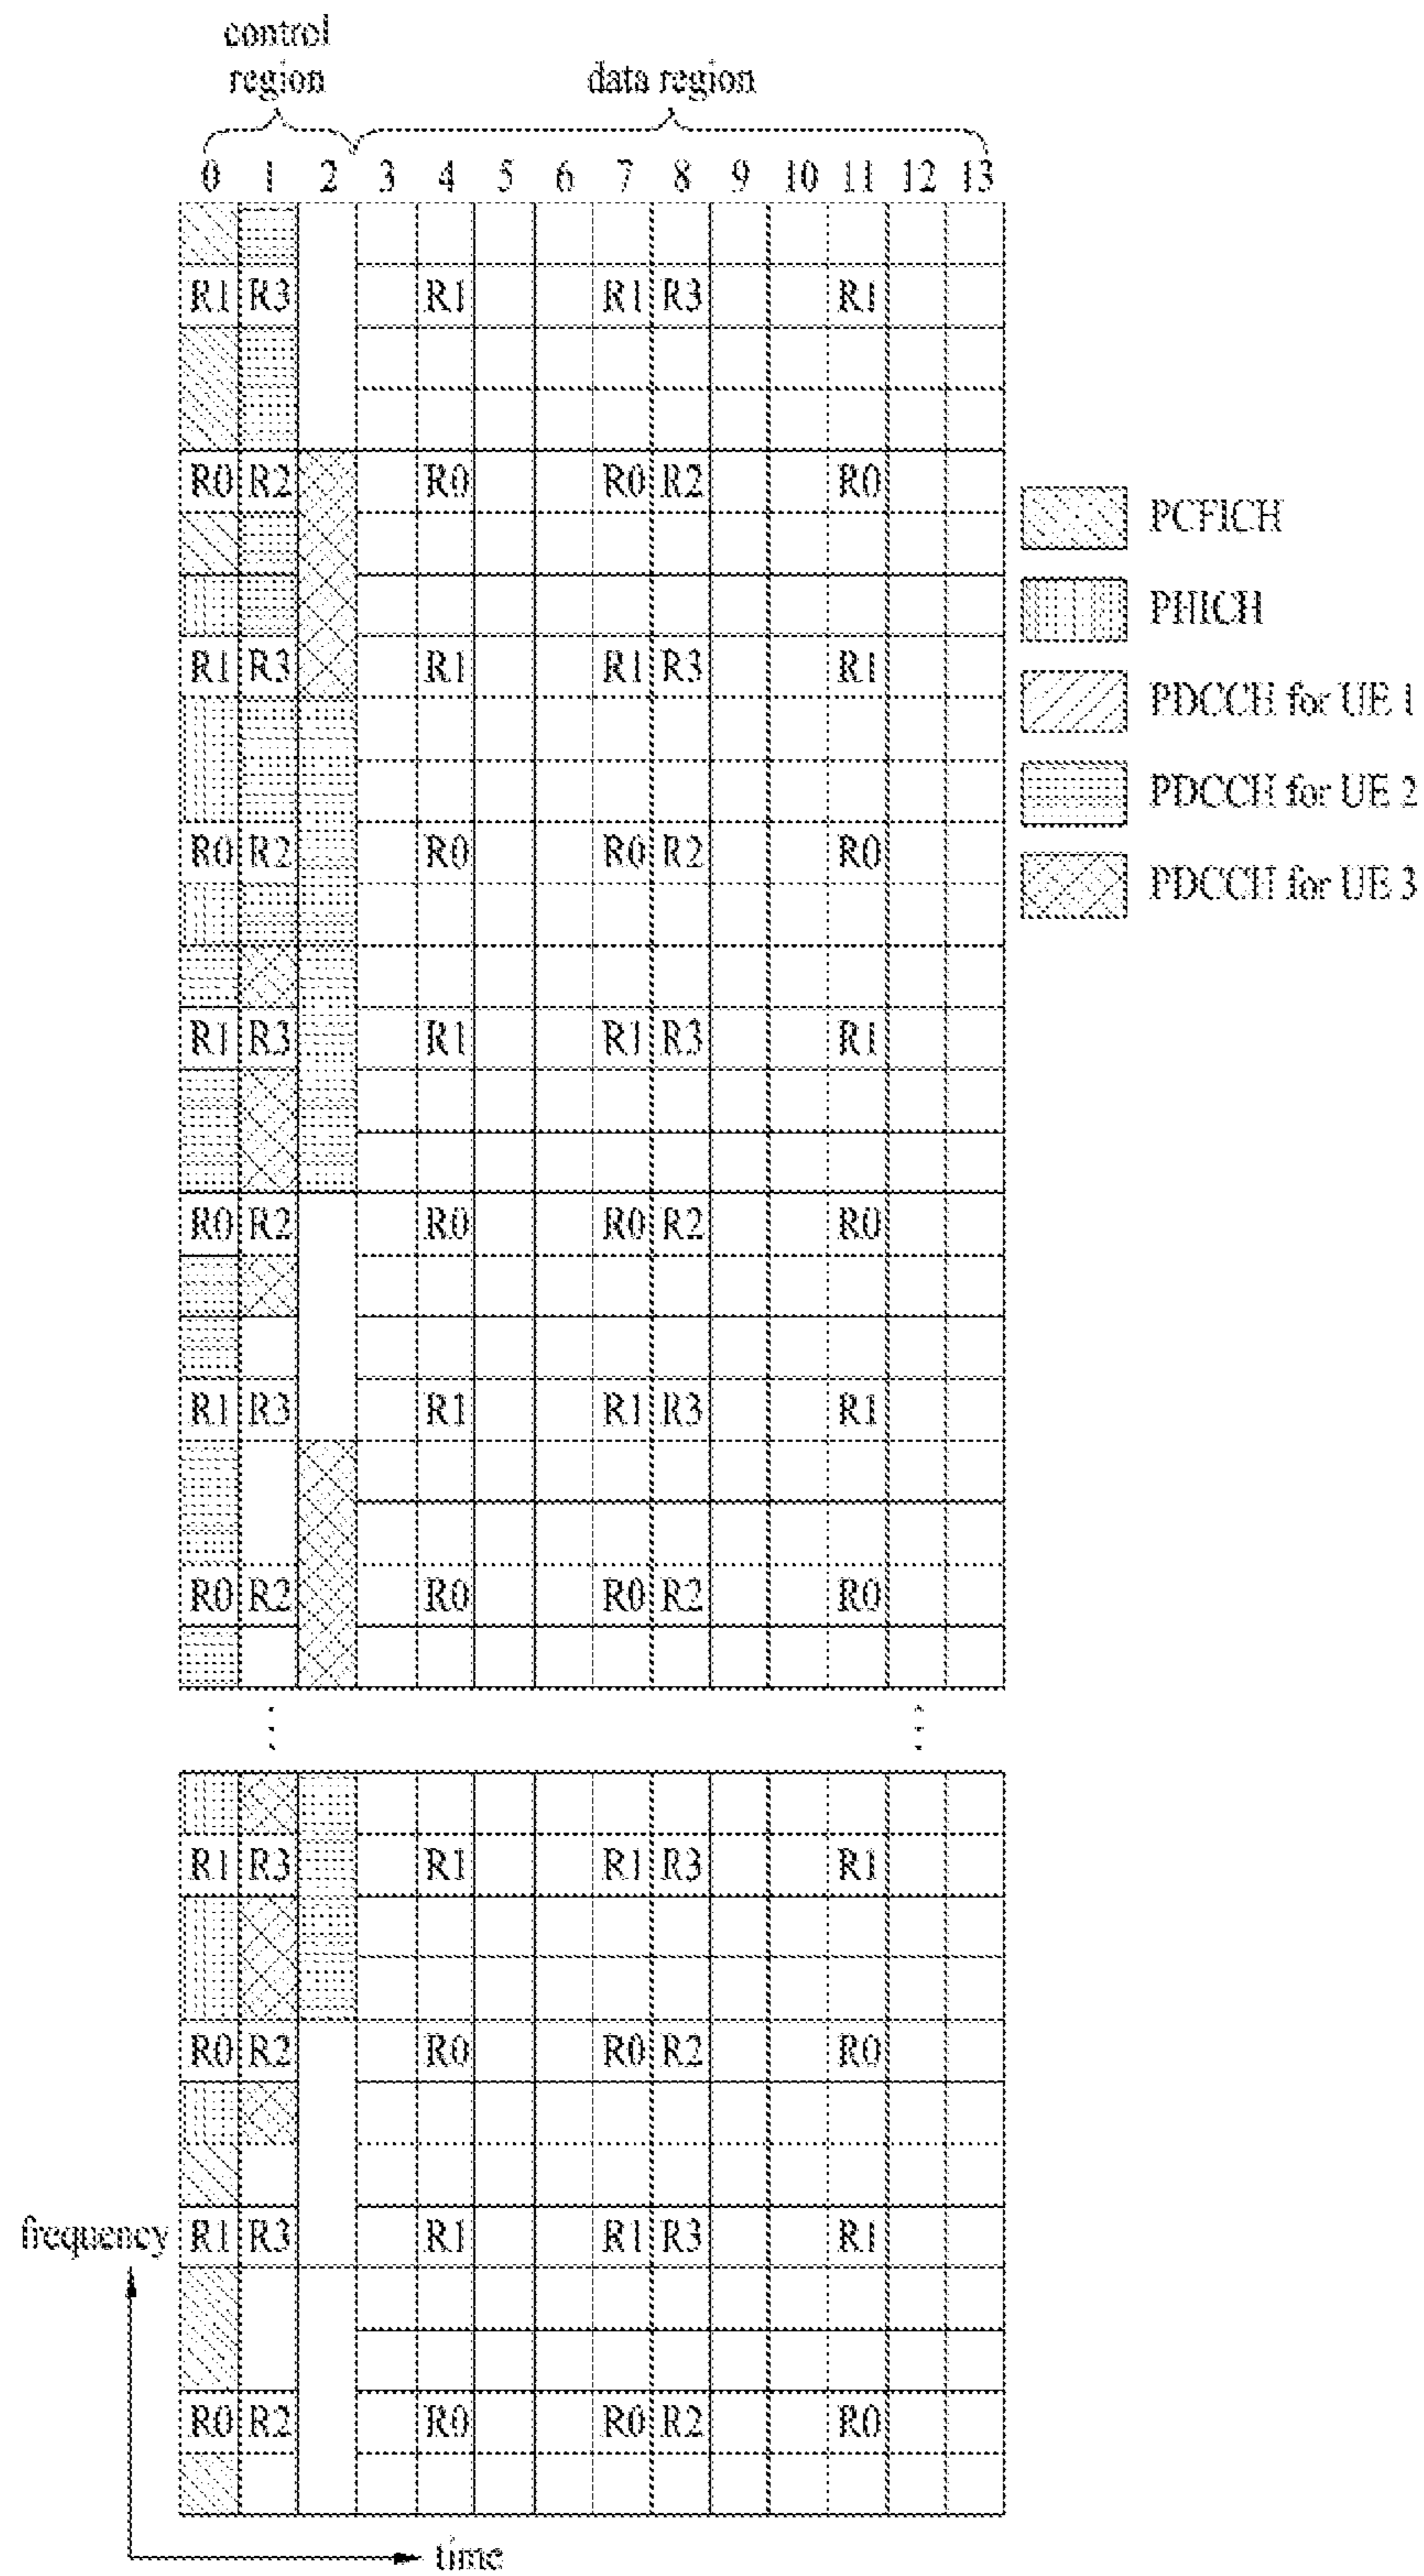 control
region
data region
0 1 2 3 4 5 6 7 8 9 10 11 12 13
R1 R3 R1 R1 R3 R1
R0 R2 R0 R0 R2 R0
PCFICH
PHICH
R1 R3 R1 R1 R3 R1
PDCCH for UE 1
PDCCH for UE 2
R0 R2 R0 R0 R2 R0
PDCCH for UE 3
R1 R3 R1 R1 R3 R1
R0 R2 R0 R0 R2 R0
R1 R3 R1 R1 R3 R1
R0 R2 R0 R0 R2 R0
R1 R3 R1 R1 R3 R1
R0 R2 R0 R0 R2 R0
frequency R1 R3 R1 R1 R3 R1
R0 R2 R0 R0 R2 R0
time